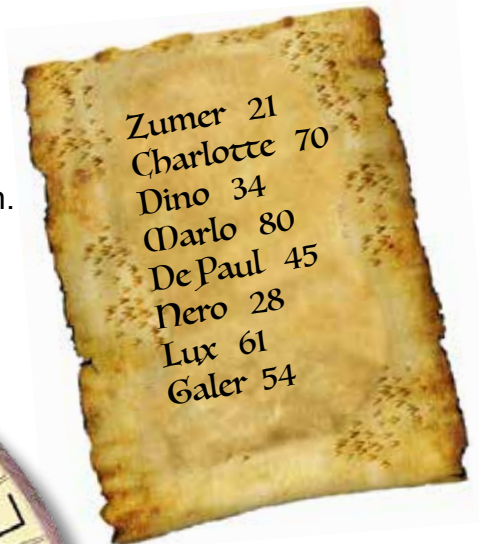 n.
Zumer 21
Charlotte 70
Dino 34
Marlo 80
De Paul 45
Nero 28
Lux 61
Galer 54